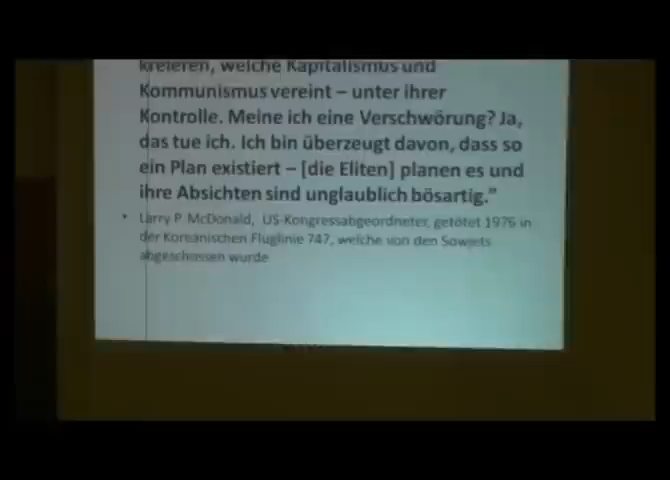 kreieren, welche Kapitalismus und
Kommunismus vereint – unter ihrer
Kontrolle. Meine ich eine Verschwörung? Ja,
das tue ich. Ich bin überzeugt davon, dass so
ein Plan existiert – [die Eliten] planen es und
ihre Absichten sind unglaublich bösartig.”
• Larry P. McDonald, US-Kongressabgeordneter, getötet 1976 in
der Koreanischen Fluglinie 747, welche von den Sowjets
abgeschossen wurde